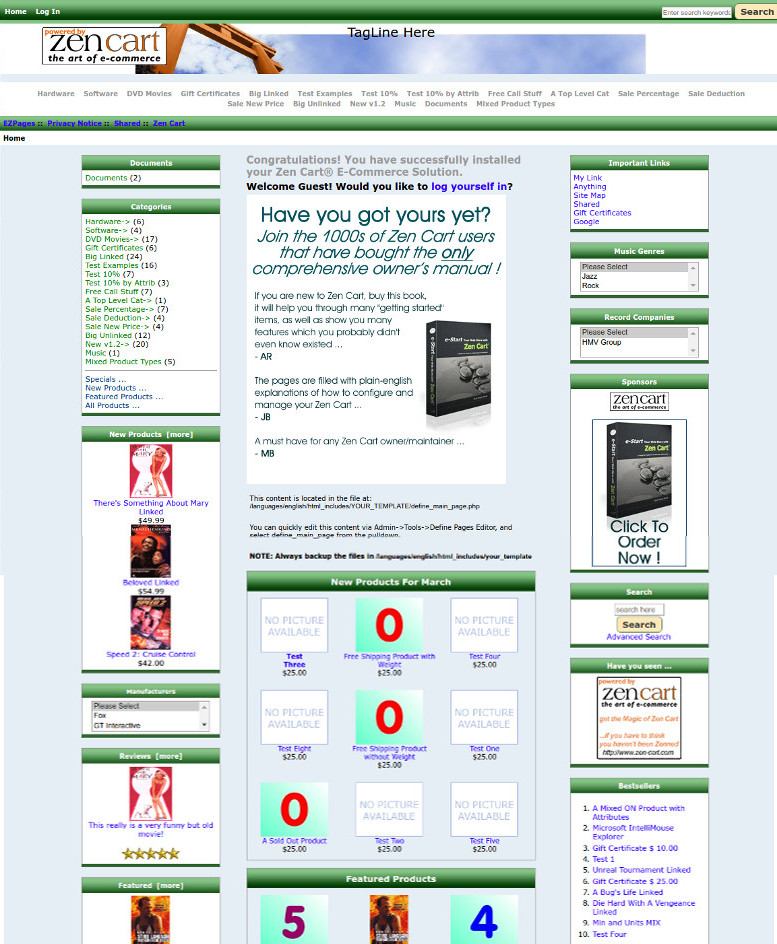 Home Log In
Enter search keywords Search
powered by
zen cart
the art of e-commerce
TagLine Here
Hardware Software DVD Movies Gift Certificates Big Linked Test Examples Test 10% Test 10% by Attrib Free Call Stuff A Top Level Cat Sale Percentage Sale Deduction
Sale New Price Big Unlinked New v1.2 Music Documents Mixed Product Types
EZPages :: Privacy Notice :: Shared :: Zen Cart
Home
Documents
Documents (2)
Categories
Hardware-> (6)
Software-> (4)
DVD Movies-> (17)
Gift Certificates (6)
Big Linked (24)
Test Examples (16)
Test 10% (7)
Test 10% by Attrib (3)
Free Call Stuff (7)
A Top Level Cat-> (1)
Sale Percentage-> (7)
Sale Deduction-> (4)
Sale New Price-> (4)
Big Unlinked (12)
New v1.2-> (20)
Music (1)
Mixed Product Types (5)
Specials ...
New Products ...
Featured Products ...
All Products ...
New Products [more]
There's Something About Mary
Linked
$49.99
Beloved Linked
$54.99
Speed 2: Cruise Control
$42.00
Manufacturers
Please Select
Fox
GT Interactive
Reviews [more]
This really is a very funny but old
movie!
Featured [more]
Congratulations! You have successfully installed
your Zen Cart® E-Commerce Solution.
Welcome Guest! Would you like to log yourself in?
Have you got yours yet?
Join the 1000s of Zen Cart users
that have bought the only
comprehensive owner's manual !
If you are new to Zen Cart, buy this book,
it will help you through many "getting started"
items, as well as show you many
features which you probably didn't
even know existed ...
- AR
The pages are filled with plain-english
explanations of how to configure and
manage your Zen Cart ...
- JB
A must have for any Zen Cart owner/maintainer ...
- MB
e-Start Your Web Store with
Zen Cart
This content is located in the file at:
/languages/english/html_includes/YOUR_TEMPLATE/define_main_page.php
You can quickly edit this content via Admin->Tools->Define Pages Editor, and
select define_main_page from the pulldown.
NOTE: Always backup the files in /languages/english/html_includes/your_template
New Products For March
NO PICTURE
AVAILABLE
0
NO PICTURE
AVAILABLE
Test
Three
$25.00
Free Shipping Product with
Weight
$25.00
Test Four
$25.00
NO PICTURE
AVAILABLE
0
NO PICTURE
AVAILABLE
Test Eight
$25.00
Free Shipping Product
without Weight
$25.00
Test One
$25.00
0
NO PICTURE
AVAILABLE
NO PICTURE
AVAILABLE
A Sold Out Product
$25.00
Test Two
$25.00
Test Five
$25.00
Featured Products
5
4
Important Links
My Link
Anything
Site Map
Shared
Gift Certificates
Google
Music Genres
Please Select
Jazz
Rock
Record Companies
Please Select
HMV Group
Sponsors
zen cart
the art of e-commerce
e-Start Your Web Store with
Zen Cart
Click To
Order
Now !
Search
search here
Search
Advanced Search
Have you seen ...
powered by
zen cart
the art of e-commerce
got the Magic of Zen Cart
...if you have to think
you haven't been Zenned
http://www.zen-cart.com
Bestsellers
1. A Mixed ON Product with
Attributes
2. Microsoft IntelliMouse
Explorer
3. Gift Certificate $ 10.00
4. Test 1
5. Unreal Tournament Linked
6. Gift Certificate $ 25.00
7. A Bug's Life Linked
8. Die Hard With A Vengeance
Linked
9. Min and Units MIX
10. Test Four